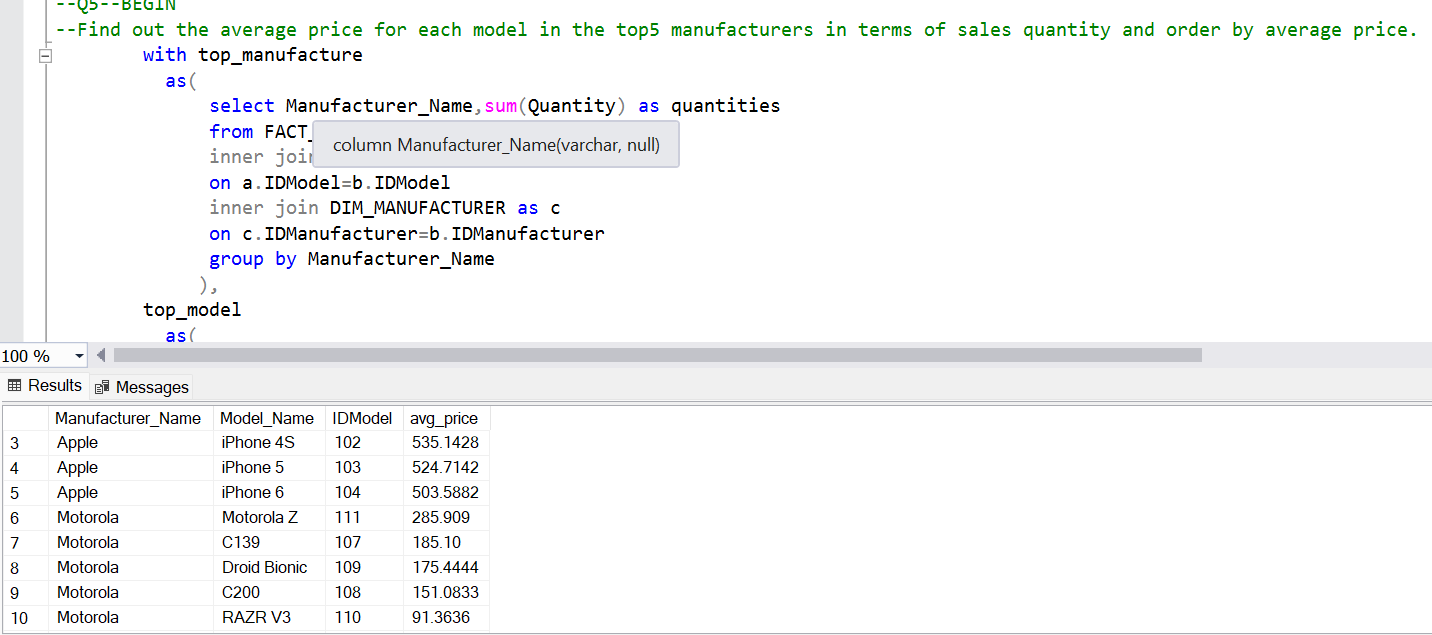 --Q5--BEGIN
--Find out the average price for each model in the top5 manufacturers in terms of sales quantity and order by average price.
with top_manufacture
as(
select Manufacturer_Name,sum(Quantity) as quantities
from FACT_
column Manufacturer_Name(varchar, null)
inner join
on a.IDModel=b.IDModel
inner join DIM_MANUFACTURER as c
on c.IDManufacturer=b.IDManufacturer
group by Manufacturer_Name
),
top_model
as(
100 %
Results Messages
Manufacturer_Name Model_Name IDModel avg_price
3 Apple iPhone 4S 102 535.1428
4 Apple iPhone 5 103 524.7142
5 Apple iPhone 6 104 503.5882
6 Motorola Motorola Z 111 285.909
7 Motorola C139 107 185.10
8 Motorola Droid Bionic 109 175.4444
9 Motorola C200 108 151.0833
10 Motorola RAZR V3 110 91.3636